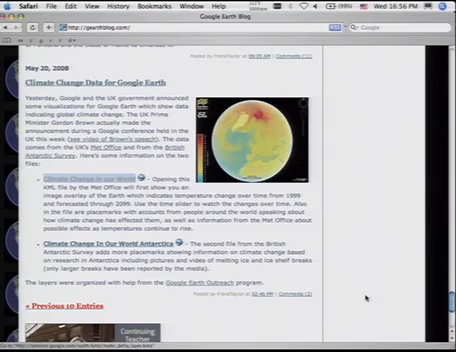 Safari File Edit View History Bookmarks Window Help (99%) Wed 16:56 PM
Google Earth Blog
http://gearthblog.com/ Google
Posted by FrankTaylor at 09:35 AM | Comments (11)
May 20, 2008
Climate Change Data for Google Earth
Yesterday, Google and the UK government announced
some visualizations for Google Earth which show data
indicating global climate change. The UK Prime
Minister Gordon Brown actually made the
announcement during a Google conference held in the
UK this week (see video of Brown's speech). The data
comes from the UK's Met Office and from the British
Antarctic Survey. Here's some information on the two
files:
• Climate Change in our World - Opening this
KML file by the Met Office will first show you an
image overlay of the Earth which indicates temperature change over time from 1999
and forecasted through 2099. Use the time slider to watch the changes over time. Also
in the file are placemarks with accounts from people around the world speaking about
how climate change has effected them, as well as information from the Met Office about
possible effects as temperatures continue to rise.
• Climate Change In Our World Antarctica - The second file from the British
Antarctic Survey adds more placemarks showing information on climate change based
on research in Antarctica including pictures and video of melting ice and ice shelf breaks
(only larger breaks have been reported by the media).
The layers were organized with help from the Google Earth Outreach program.
Posted by FrankTaylor at 02:46 PM | Comments (2)
« Previous 10 Entries
Continuing
Teacher